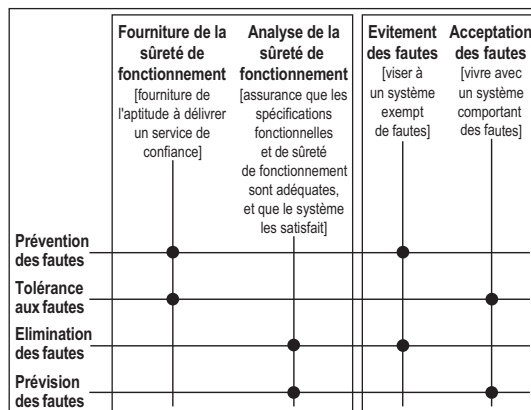 Fourniture de la
sûreté de
fonctionnement
[fourniture de
l'aptitude à délivrer
un service de
confiance]
Analyse de la
sûreté de
fonctionnement
[assurance que les
spécifications
fonctionnelles
et de sûreté
de fonctionnement
sont adéquates,
et que le système
les satisfait]
Evitement
des fautes
[viser à
un système
exempt
de fautes]
Acceptation
des fautes
[vivre avec
un système
comportant
des fautes]
Prévention
des fautes
Tolérance
aux fautes
Elimination
des fautes
Prévision
des fautes